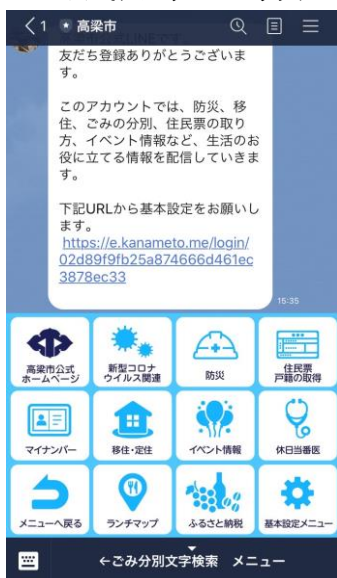 1 高梁市
友だち登録ありがとうございま
す。
このアカウントでは、防災、移
住、ごみの分別、住民票の取り
方、イベント情報など、生活のお
役に立てる情報を配信していきま
す。
下記URLから基本設定をお願いし
ます。
https://e.kanameto.me/login/
02d89f9fb25a874666d461ec
3878ec33
15:35
高梁市公式
ホームページ
新型コロナ
ウイルス関連
防災
住民票
戸籍の取得
マイナンバー
移住・定住
イベント情報
休日当番医
メニューへ戻る
ランチマップ
ふるさと納税
基本設定メニュー
←ごみ分別文字検索 メニュー